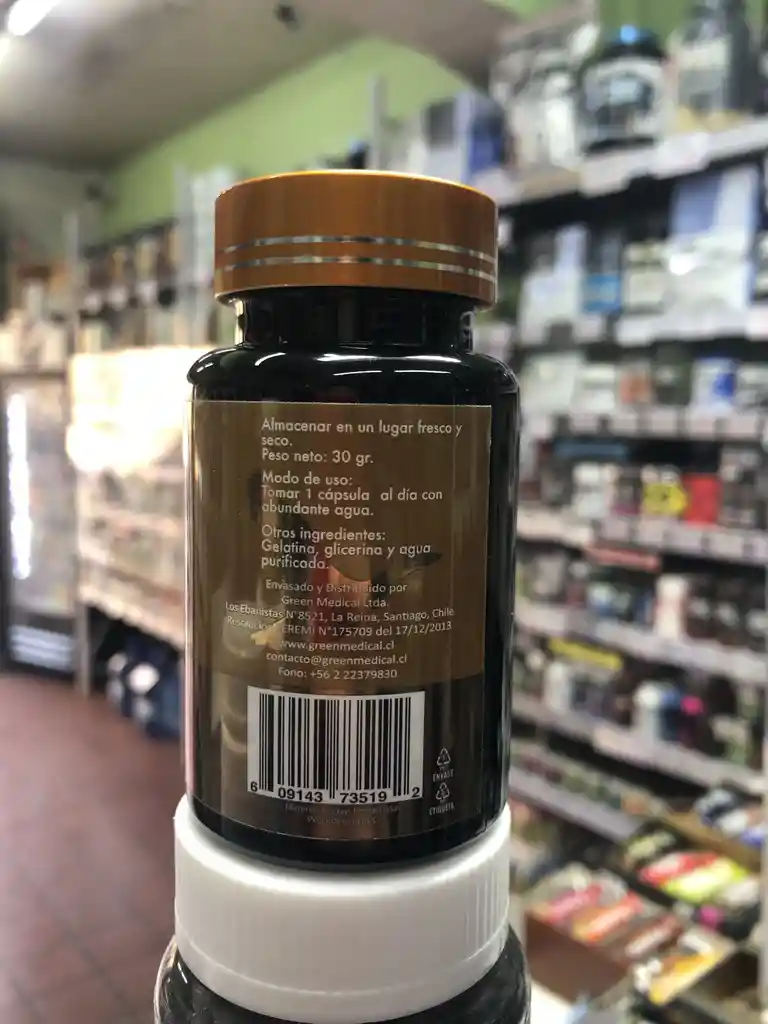 Almacenar en un lugar fresco y
seco.
Peso neto: 30 gr.
Modo de uso:
Tomar 1 cápsula al día con
abundante agua.
Otros ingredientes:
Gelatina, glicerina y agua
purificada.
Envasado y Distribuido por
Green Medical Ltda.
Los Ebanistas N°8521, La Reina, Santiago, Chile
SEREMI N°175709 del 17/12/2013
www.greenmedical.cl
contacto@greenmedical.cl
Fono: +56 2 22379830
6 09143 73519 2
ENVASE
ETIQUETA